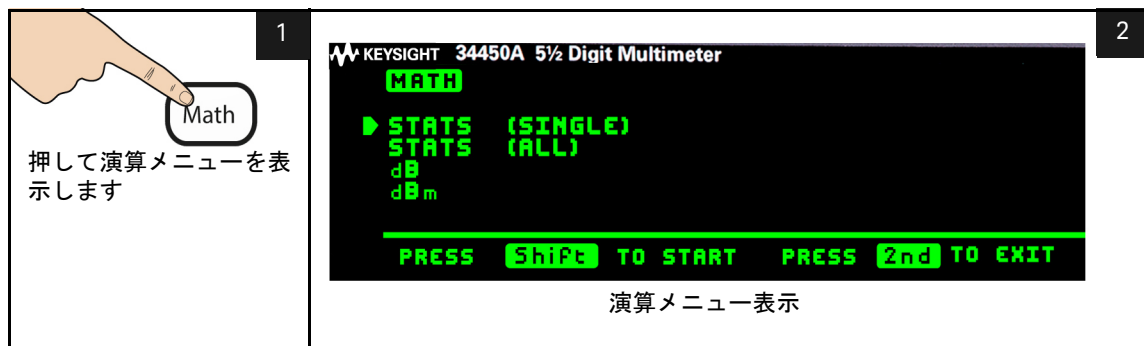 1
Math
押して演算メニューを表
示します
2
KEYSIGHT 34450A 5½ Digit Multimeter
MATH
STATS (SINGLE)
STATS (ALL)
dB
dBm
PRESS Shift TO START PRESS 2nd TO EXIT
演算メニュー表示